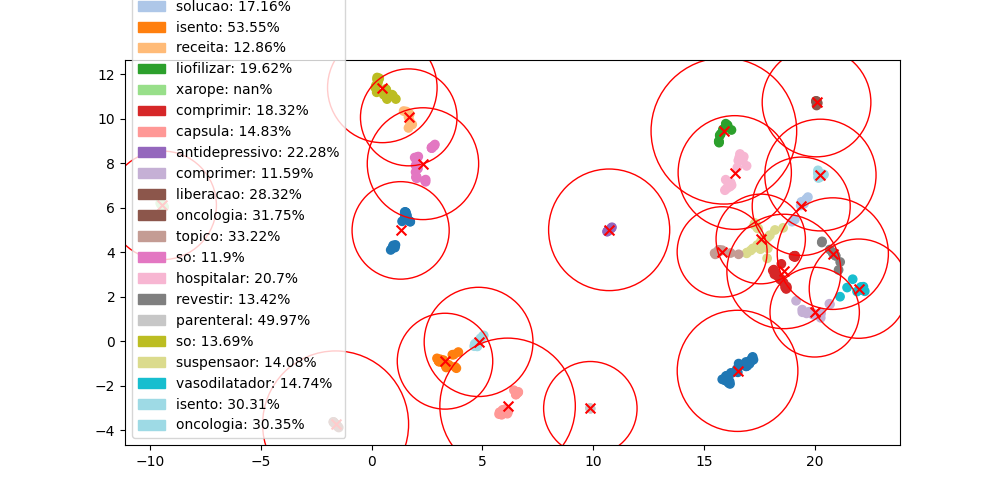 solucao: 17.16%
isento: 53.55%
receita: 12.86%
liofilizar: 19.62%
xarope: nan%
comprimir: 18.32%
capsula: 14.83%
antidepressivo: 22.28%
comprimer: 11.59%
liberacao: 28.32%
oncologia: 31.75%
topico: 33.22%
so: 11.9%
hospitalar: 20.7%
revestir: 13.42%
parenteral: 49.97%
so: 13.69%
suspensaor: 14.08%
vasodilatador: 14.74%
isento: 30.31%
oncologia: 30.35%
12
10
8
6
4
2
0
−2
−4
−10 −5 0 5 10 15 20